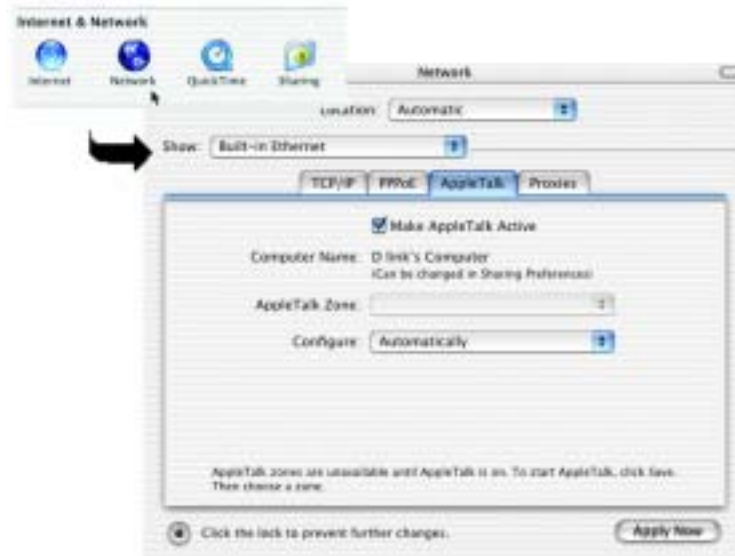 Internet & Network
Internet Network QuickTime Sharing
Network
Location: Automatic
Show: Built-in Ethernet
TCP/IP PPPoE AppleTalk Proxies
Make AppleTalk Active
Computer Name: D link's Computer
(Can be changed in Sharing Preferences)
AppleTalk Zone:
Configure: Automatically
AppleTalk zones are unavailable until AppleTalk is on. To start AppleTalk, click Save.
Then choose a zone.
Click the lock to prevent further changes.
Apply Now